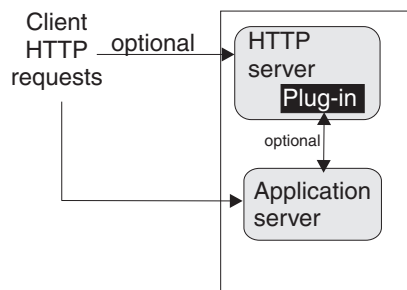 Client
HTTP
requests
optional
HTTP
server
Plug-in
optional
Application
server